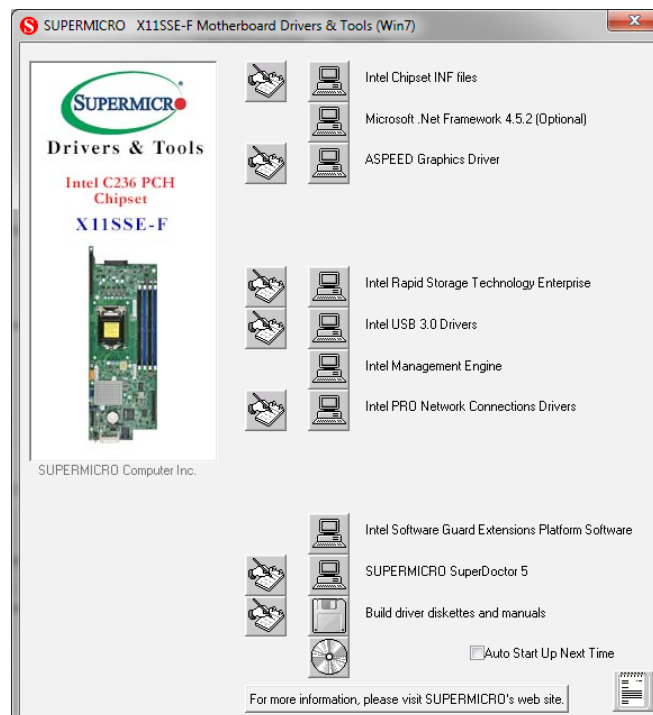 SUPERMICRO X11SSE-F Motherboard Drivers & Tools (Win7)
SUPERMICRO
Drivers & Tools
Intel C236 PCH
Chipset
X11SSE-F
SUPERMICRO Computer Inc.
Intel Chipset INF files
Microsoft .Net Framework 4.5.2 (Optional)
ASPEED Graphics Driver
Intel Rapid Storage Technology Enterprise
Intel USB 3.0 Drivers
Intel Management Engine
Intel PRO Network Connections Drivers
Intel Software Guard Extensions Platform Software
SUPERMICRO SuperDoctor 5
Build driver diskettes and manuals
Auto Start Up Next Time
For more information, please visit SUPERMICRO's web site.